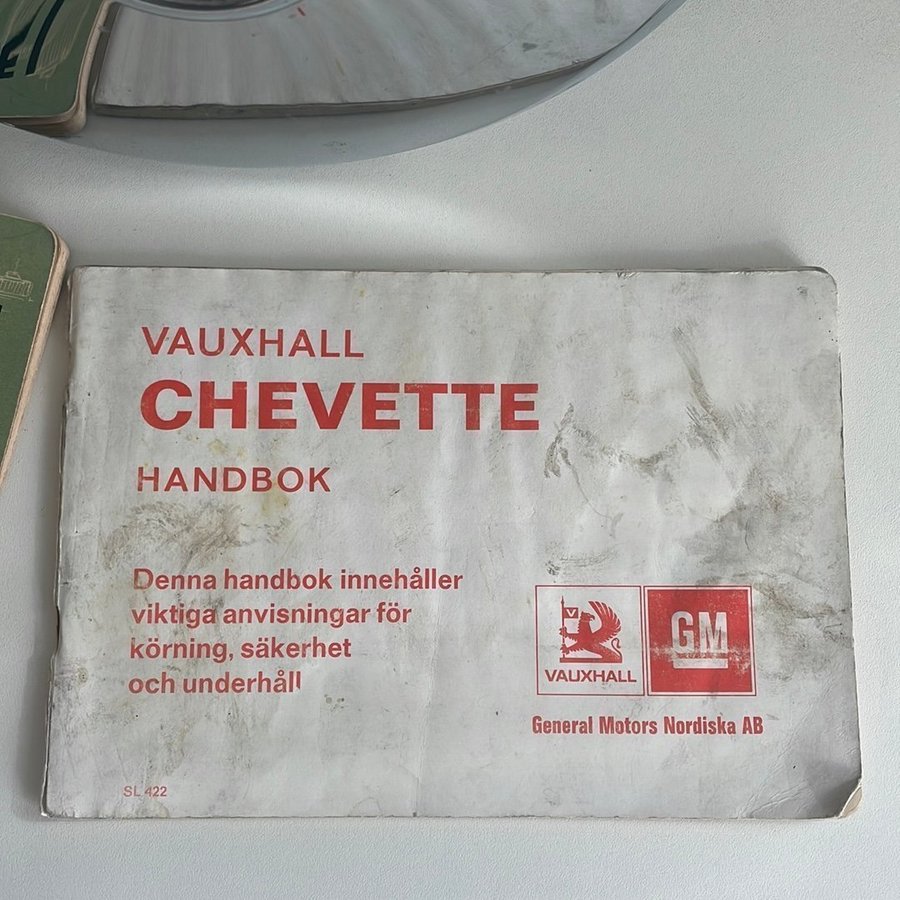 VAUXHALL
CHEVETTE
HANDBOK
Denna handbok innehåller
viktiga anvisningar för
körning, säkerhet
och underhåll
V
VAUXHALL
GM
General Motors Nordiska AB
SL 422